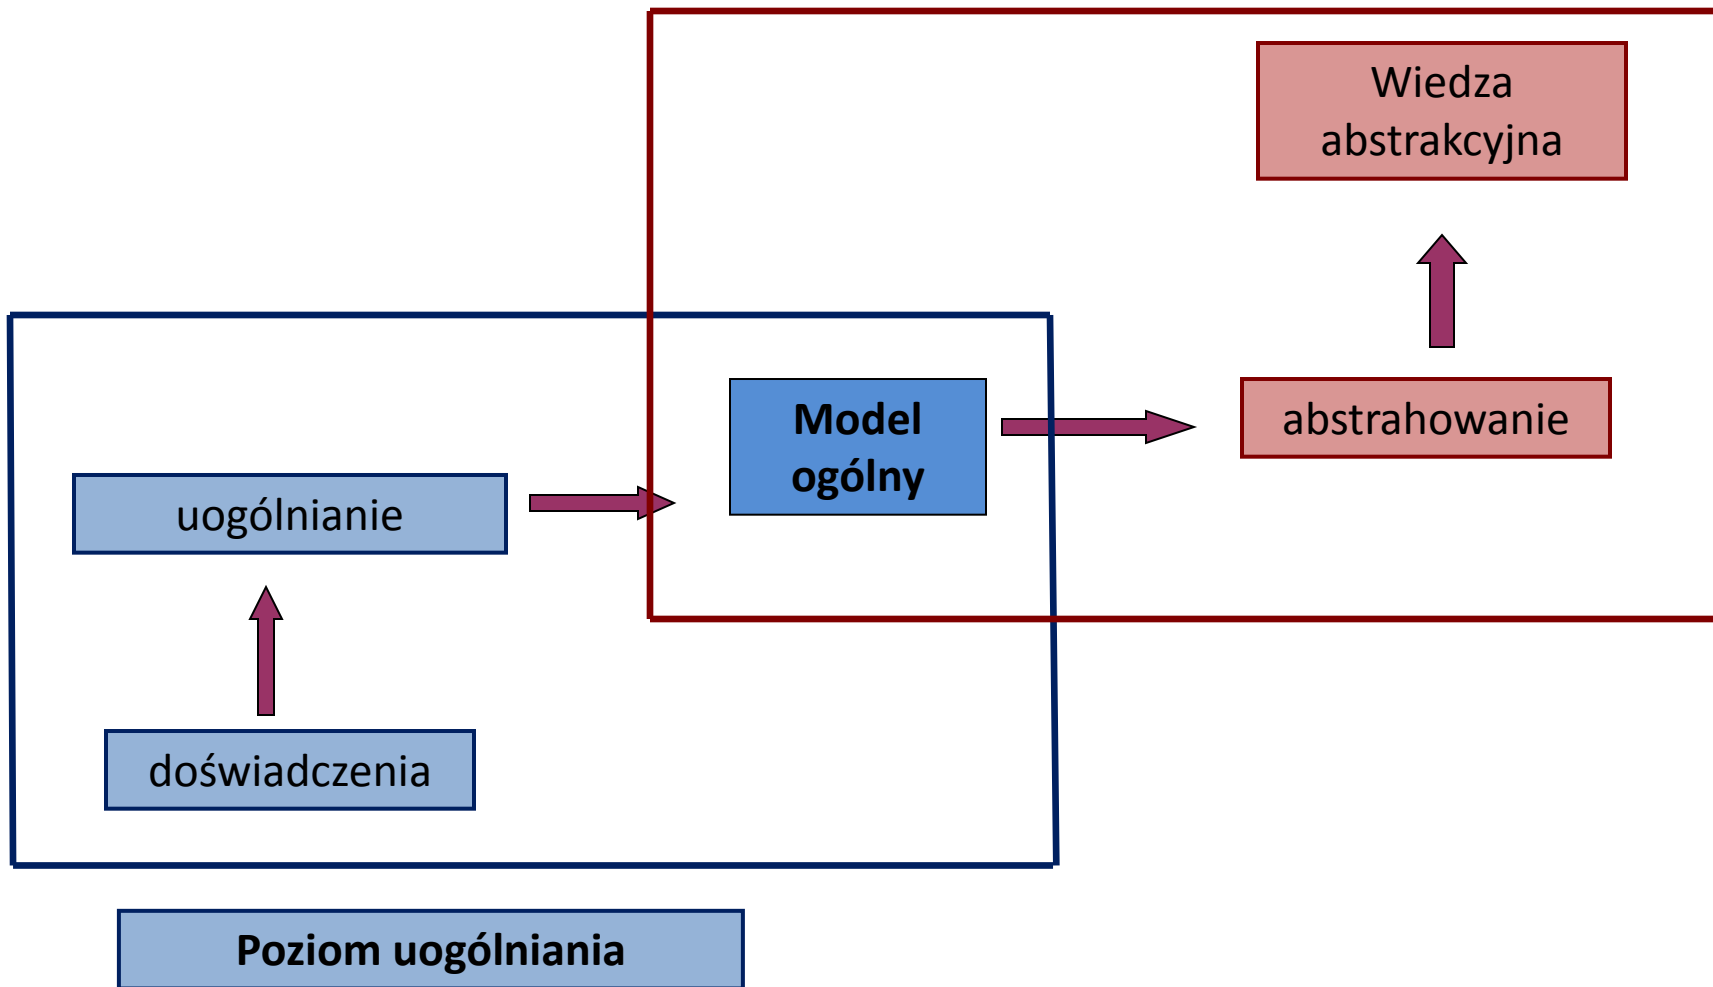 Wiedza
abstrakcyjna
Model
ogólny
abstrahowanie
uogólnianie
doświadczenia
Poziom uogólniania